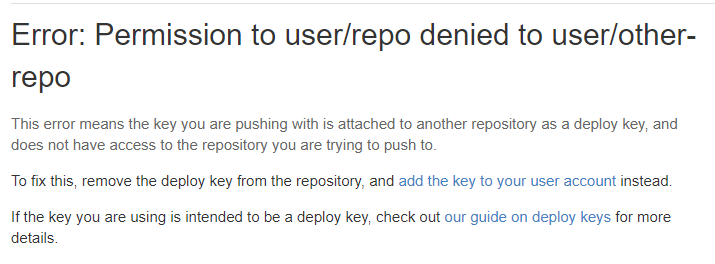 Error: Permission to user/repo denied to user/other-
repo
This error means the key you are pushing with is attached to another repository as a deploy key, and
does not have access to the repository you are trying to push to.
To fix this, remove the deploy key from the repository, and add the key to your user account instead.
If the key you are using is intended to be a deploy key, check out our guide on deploy keys for more
details.